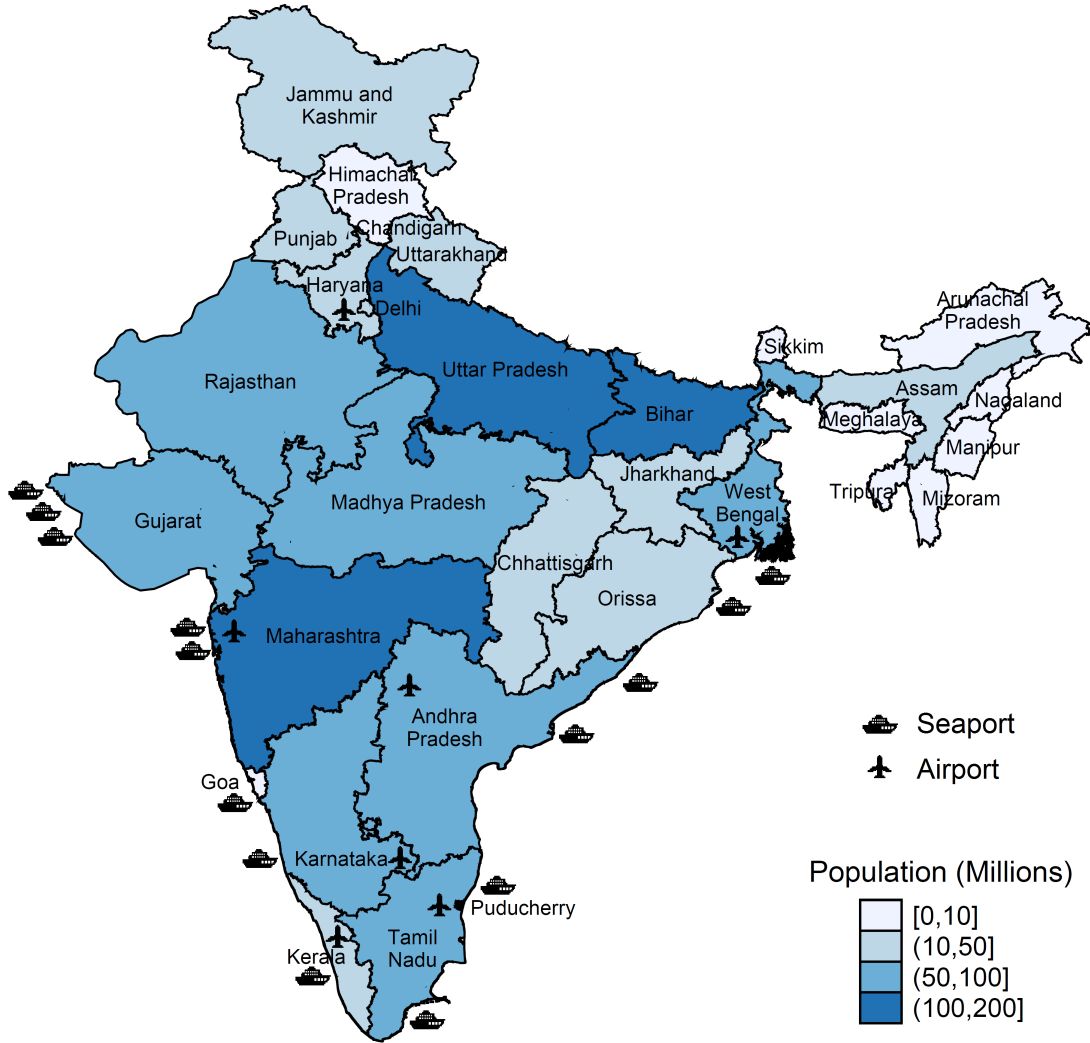 Jammu and
Kashmir
Himachal
Pradesh
Chandigarh
Punjab
Uttarakhand
Haryana
Delhi
Arunachal
Pradesh
Sikkim
Uttar Pradesh
Rajasthan
Assam
Nagaland
Bihar
Meghalaya
Manipur
Jharkhand
Tripura
Mizoram
Madhya Pradesh
West
Bengal
Gujarat
Chhattisgarh
Orissa
Maharashtra
Andhra
Pradesh
Seaport
Airport
Goa
Karnataka
Puducherry
Tamil
Nadu
Kerala
Population (Millions)
[0,10]
(10,50]
(50,100]
(100,200]